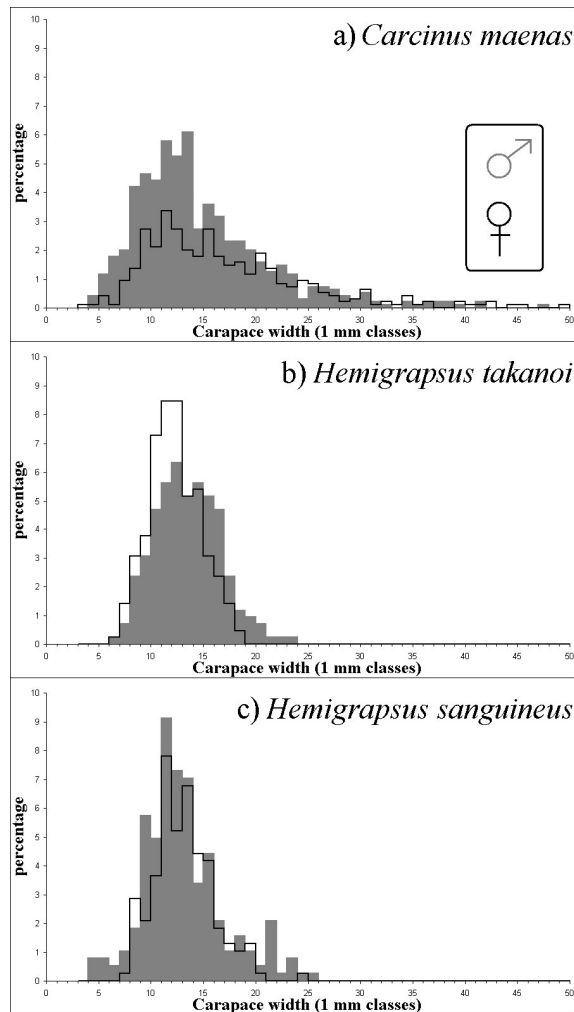 a) Carcinus maenas
10
9
8
7
6
5
4
3
2
1
0
percentage
0 5 10 15 20 25 30 35 40 45 50
Carapace width (1 mm classes)
b) Hemigrapsus takanoi
10
9
8
7
6
5
4
3
2
1
0
percentage
0 5 10 15 20 25 30 35 40 45 50
Carapace width (1 mm classes)
c) Hemigrapsus sanguineus
10
9
8
7
6
5
4
3
2
1
0
percentage
0 5 10 15 20 25 30 35 40 45 50
Carapace width (1 mm classes)